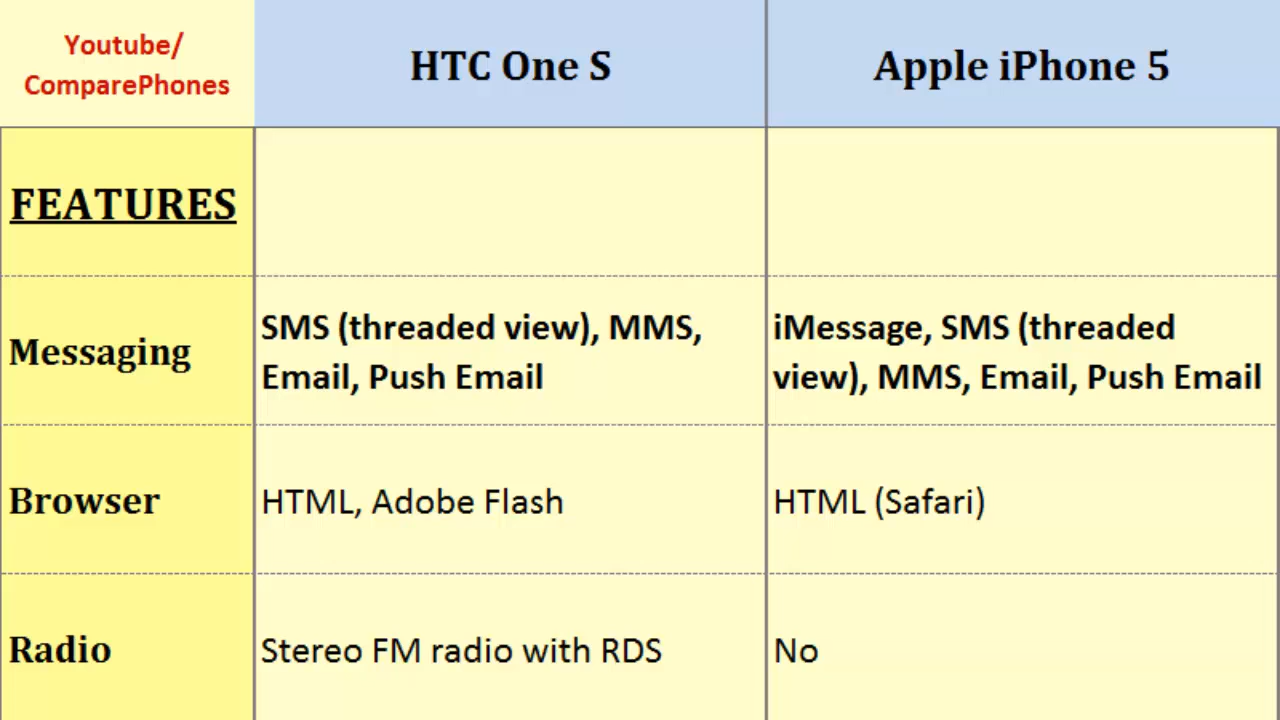 Youtube/
ComparePhones
HTC One S
Apple iPhone 5
FEATURES
Messaging
SMS (threaded view), MMS,
Email, Push Email
iMessage, SMS (threaded
view), MMS, Email, Push Email
Browser
HTML, Adobe Flash
HTML (Safari)
Radio
Stereo FM radio with RDS
No